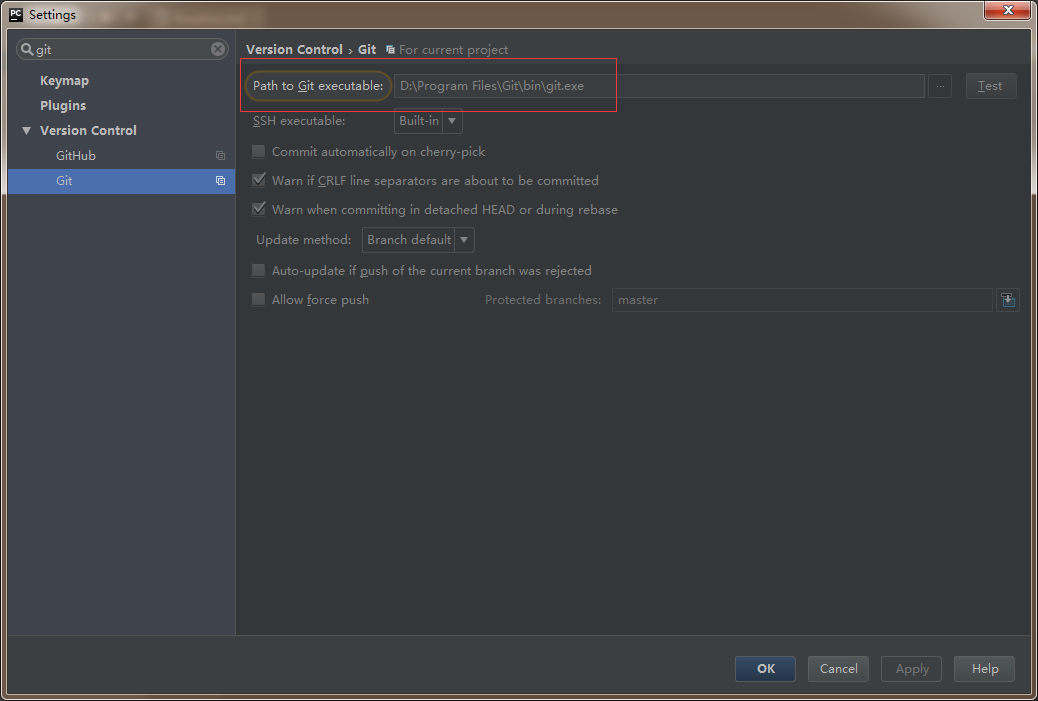 PC Settings
git
Keymap
Plugins
Version Control
GitHub
Git
Version Control › Git For current project
Path to Git executable: D:\Program Files\Git\bin\git.exe ... Test
SSH executable: Built-in
Commit automatically on cherry-pick
Warn if CRLF line separators are about to be committed
Warn when committing in detached HEAD or during rebase
Update method: Branch default
Auto-update if push of the current branch was rejected
Allow force push Protected branches: master
OK Cancel Apply Help